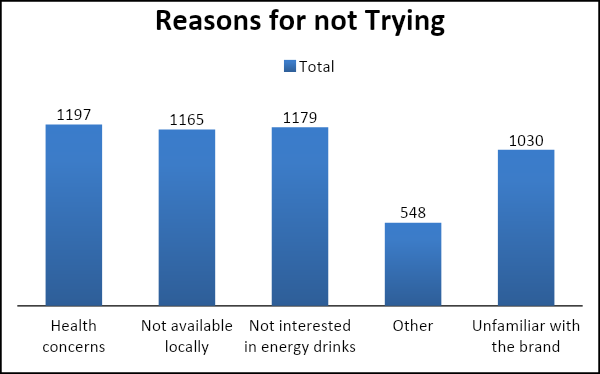 Reasons for not Trying
Total
1197
1165
1179
548
1030
Health
concerns
Not available
locally
Not interested
in energy drinks
Other
Unfamiliar with
the brand